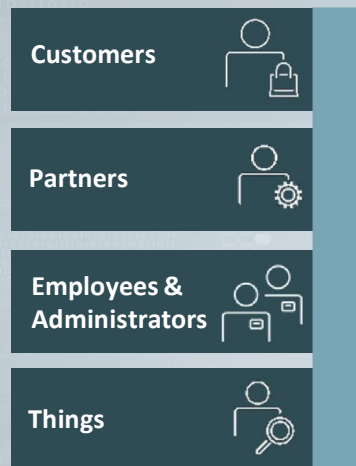 Customers
Partners
Employees &
Administrators
Things